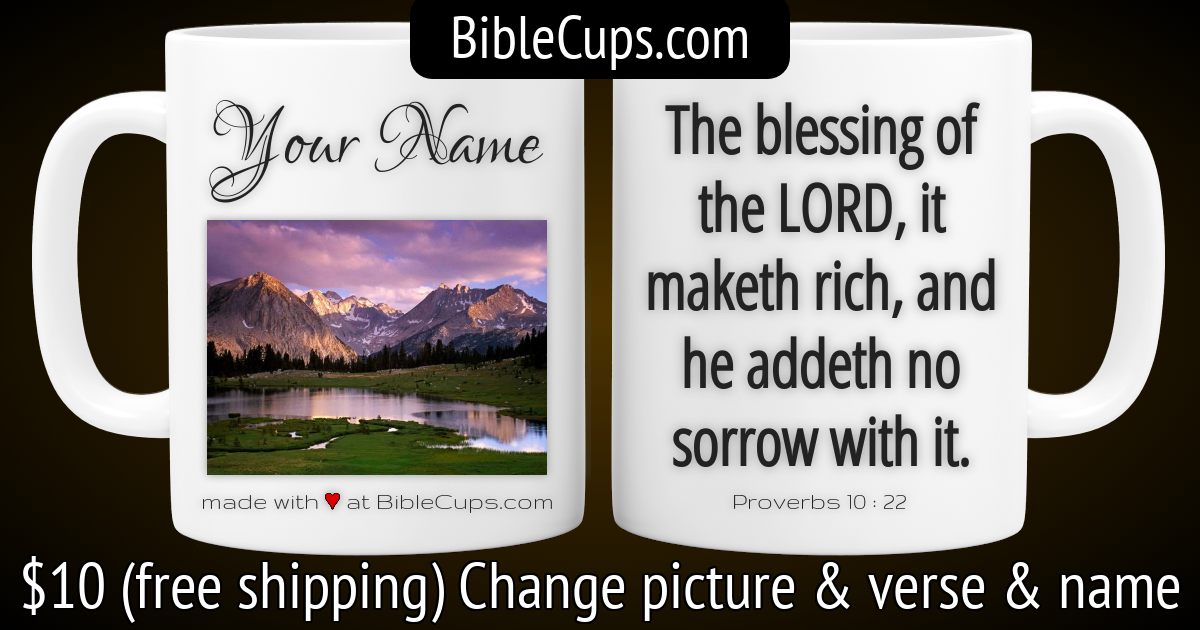 BibleCups.com
Your Name
made with ♥ at BibleCups.com
The blessing of
the LORD, it
maketh rich, and
he addeth no
sorrow with it.
Proverbs 10 : 22
$10 (free shipping) Change picture & verse & name